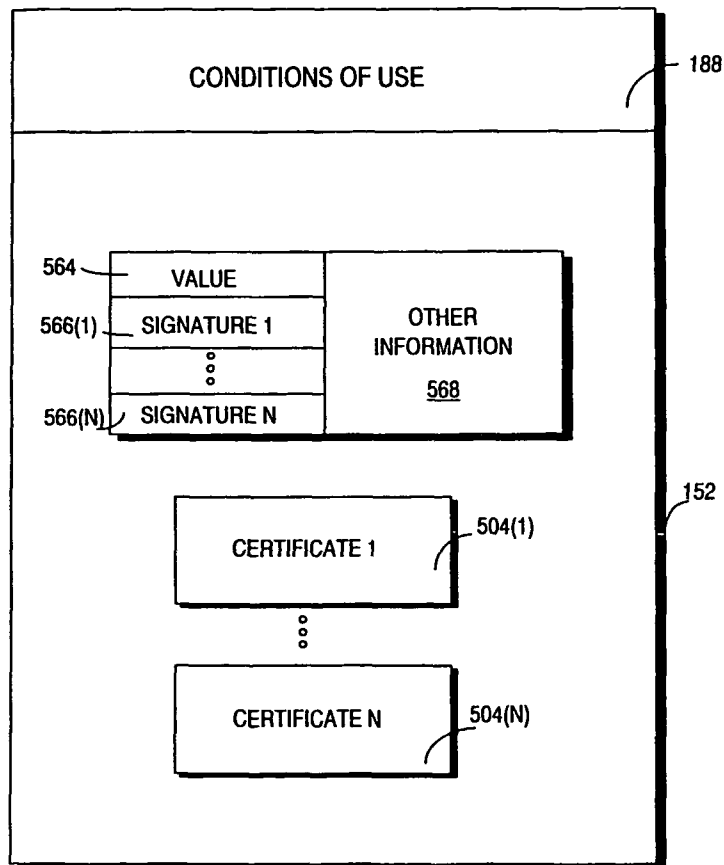 CONDITIONS OF USE
188
564
VALUE
566(1)
SIGNATURE 1
566(N)
SIGNATURE N
OTHER
INFORMATION
568
152
CERTIFICATE 1
504(1)
CERTIFICATE N
504(N)